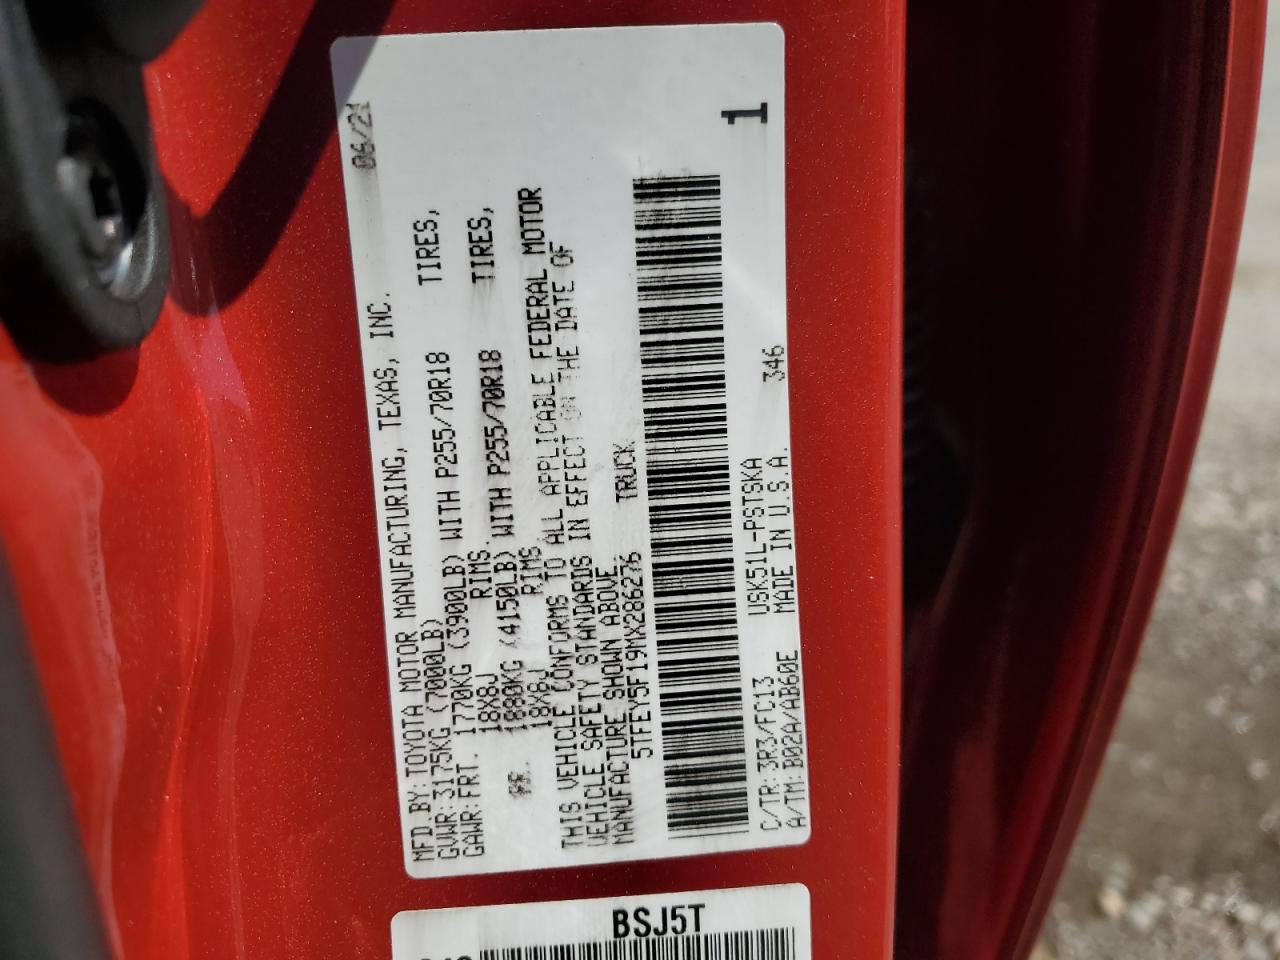 MFD.BY:TOYOTA MOTOR MANUFACTURING, TEXAS, INC. 06/21
GVWR:3175KG (7000LB)
GAWR:FRT. 1770KG (3900LB) WITH P255/70R18 TIRES,
18X8J RIMS.
RR. 1880KG (4150LB) WITH P255/70R18 TIRES,
18X8J RIMS
THIS VEHICLE CONFORMS TO ALL APPLICABLE FEDERAL MOTOR
VEHICLE SAFETY STANDARDS IN EFFECT ON THE DATE OF
MANUFACTURE SHOWN ABOVE.
5TFEY5F19MX286276 TRUCK
1
C/TR:3R3/FC13 USK51L-PSTSKA 346
A/TM:B02A/AB60E MADE IN U.S.A.
BSJ5T